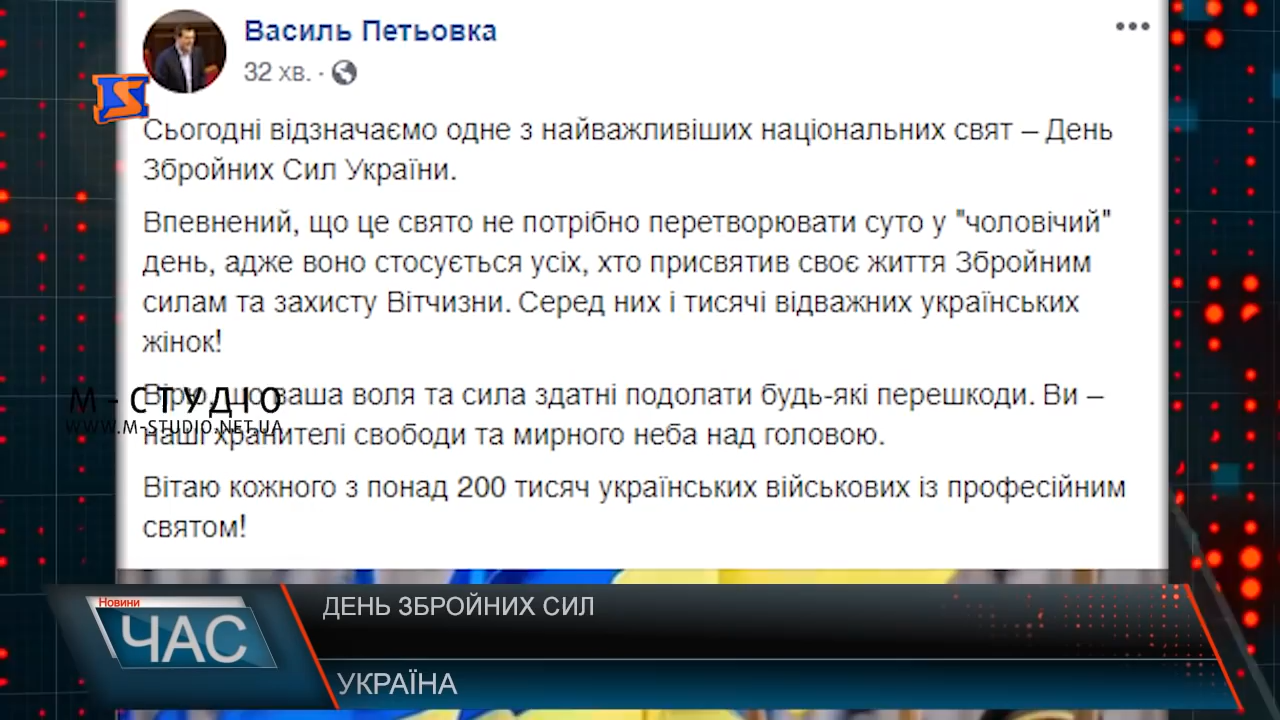 Василь Петьовка
32 хв. ·
Сьогодні відзначаємо одне з найважливіших національних свят – День
Збройних Сил України.
Впевнений, що це свято не потрібно перетворювати суто у "чоловічий"
день, адже воно стосується усіх, хто присвятив своє життя Збройним
силам та захисту Вітчизни. Серед них і тисячі відважних українських
жінок!
Вірю, що ваша воля та сила здатні подолати будь-які перешкоди. Ви –
наші хранителі свободи та мирного неба над головою.
М-СТУДІО
WWW.M-STUDIO.NET.UA
Вітаю кожного з понад 200 тисяч українських військових із професійним
святом!
Новини
ЧАС
ДЕНЬ ЗБРОЙНИХ СИЛ
УКРАЇНА